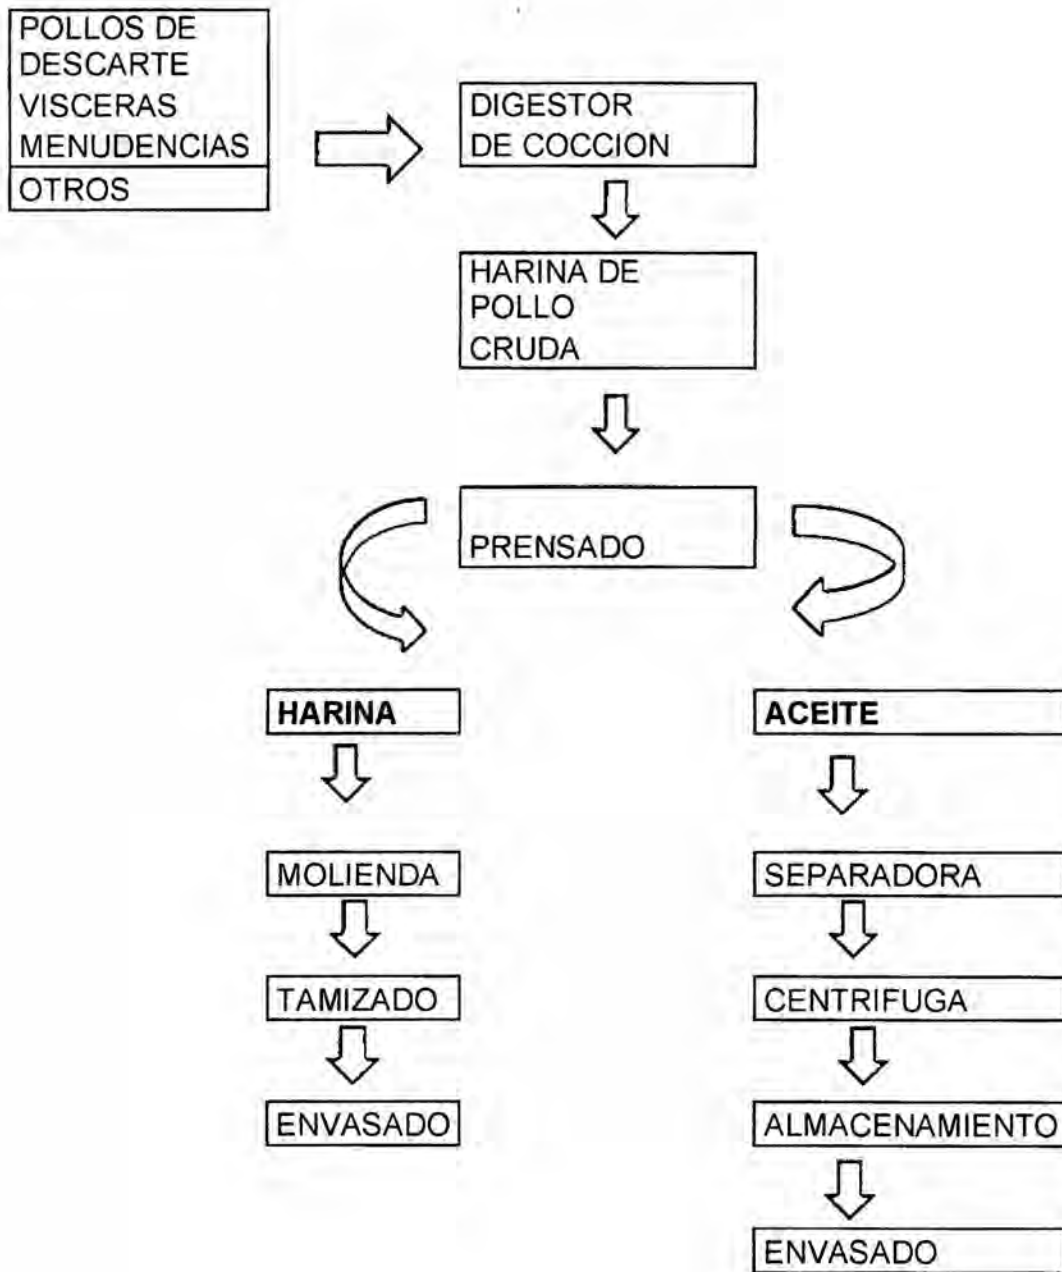 POLLOS DE
DESCARTE
VISCERAS
MENUDENCIAS
OTROS
DIGESTOR
DE COCCION
HARINA DE
POLLO
CRUDA
PRENSADO
HARINA
MOLIENDA
TAMIZADO
ENVASADO
ACEITE
SEPARADORA
CENTRIFUGA
ALMACENAMIENTO
ENVASADO